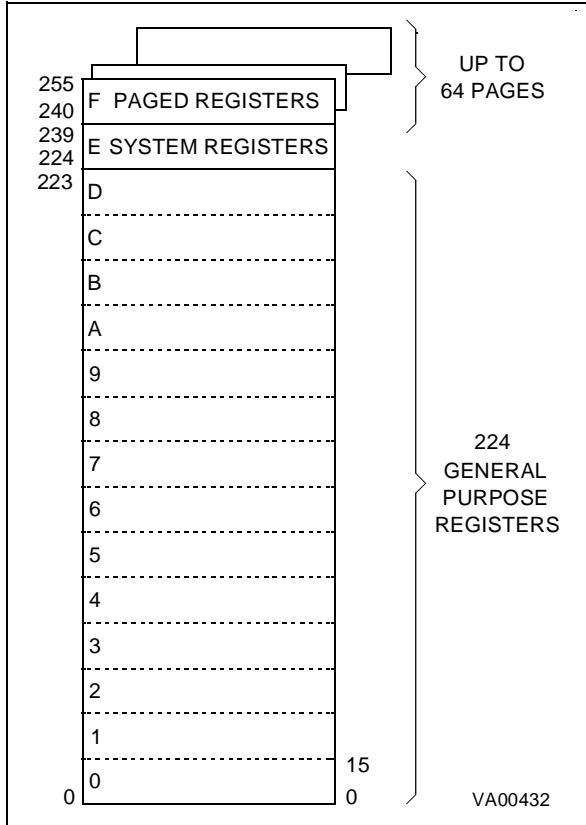 UP TO
64 PAGES
255
F PAGED REGISTERS
240
239
E SYSTEM REGISTERS
224
223
D
C
B
A
9
8
7
6
5
4
3
2
1
0
15
0
0
224
GENERAL
PURPOSE
REGISTERS
VA00432